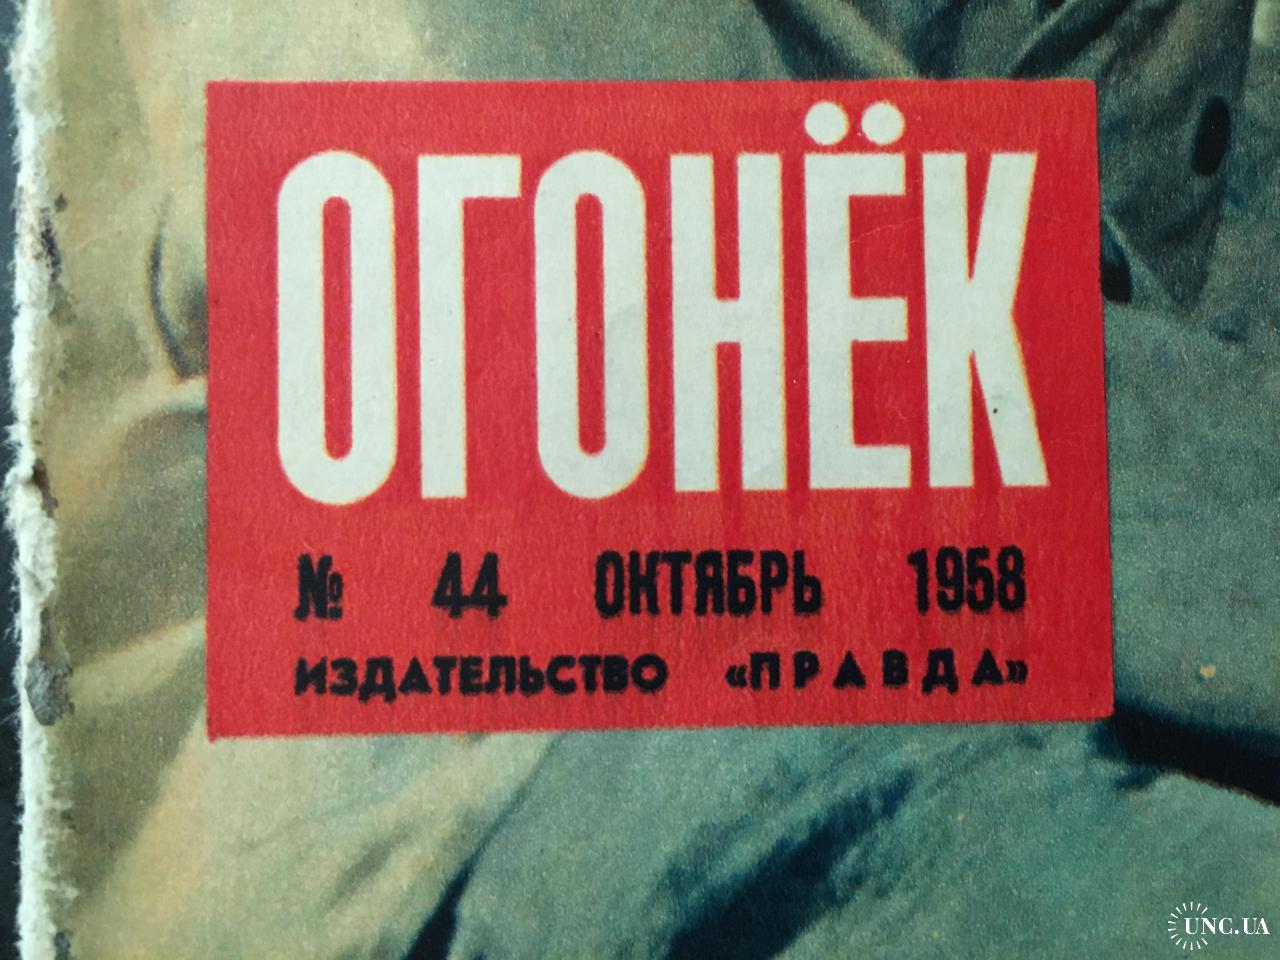 ОГОНЁК
№ 44 ОКТЯБРЬ 1958
ИЗДАТЕЛЬСТВО «ПРАВДА»
UNC.UA